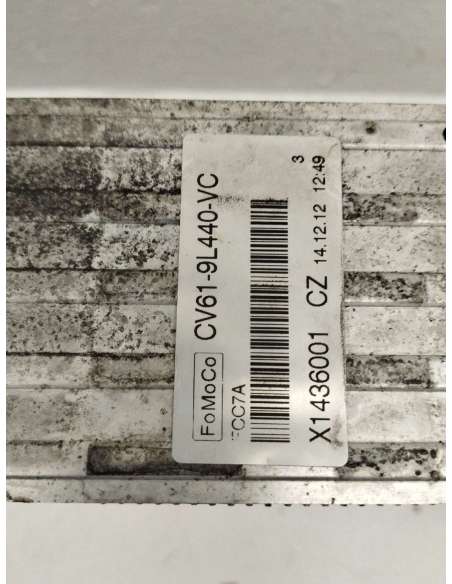 FoMoCo CV61-9L440-VC
CC7A
3
X1436001 CZ 14.12.12 12:49